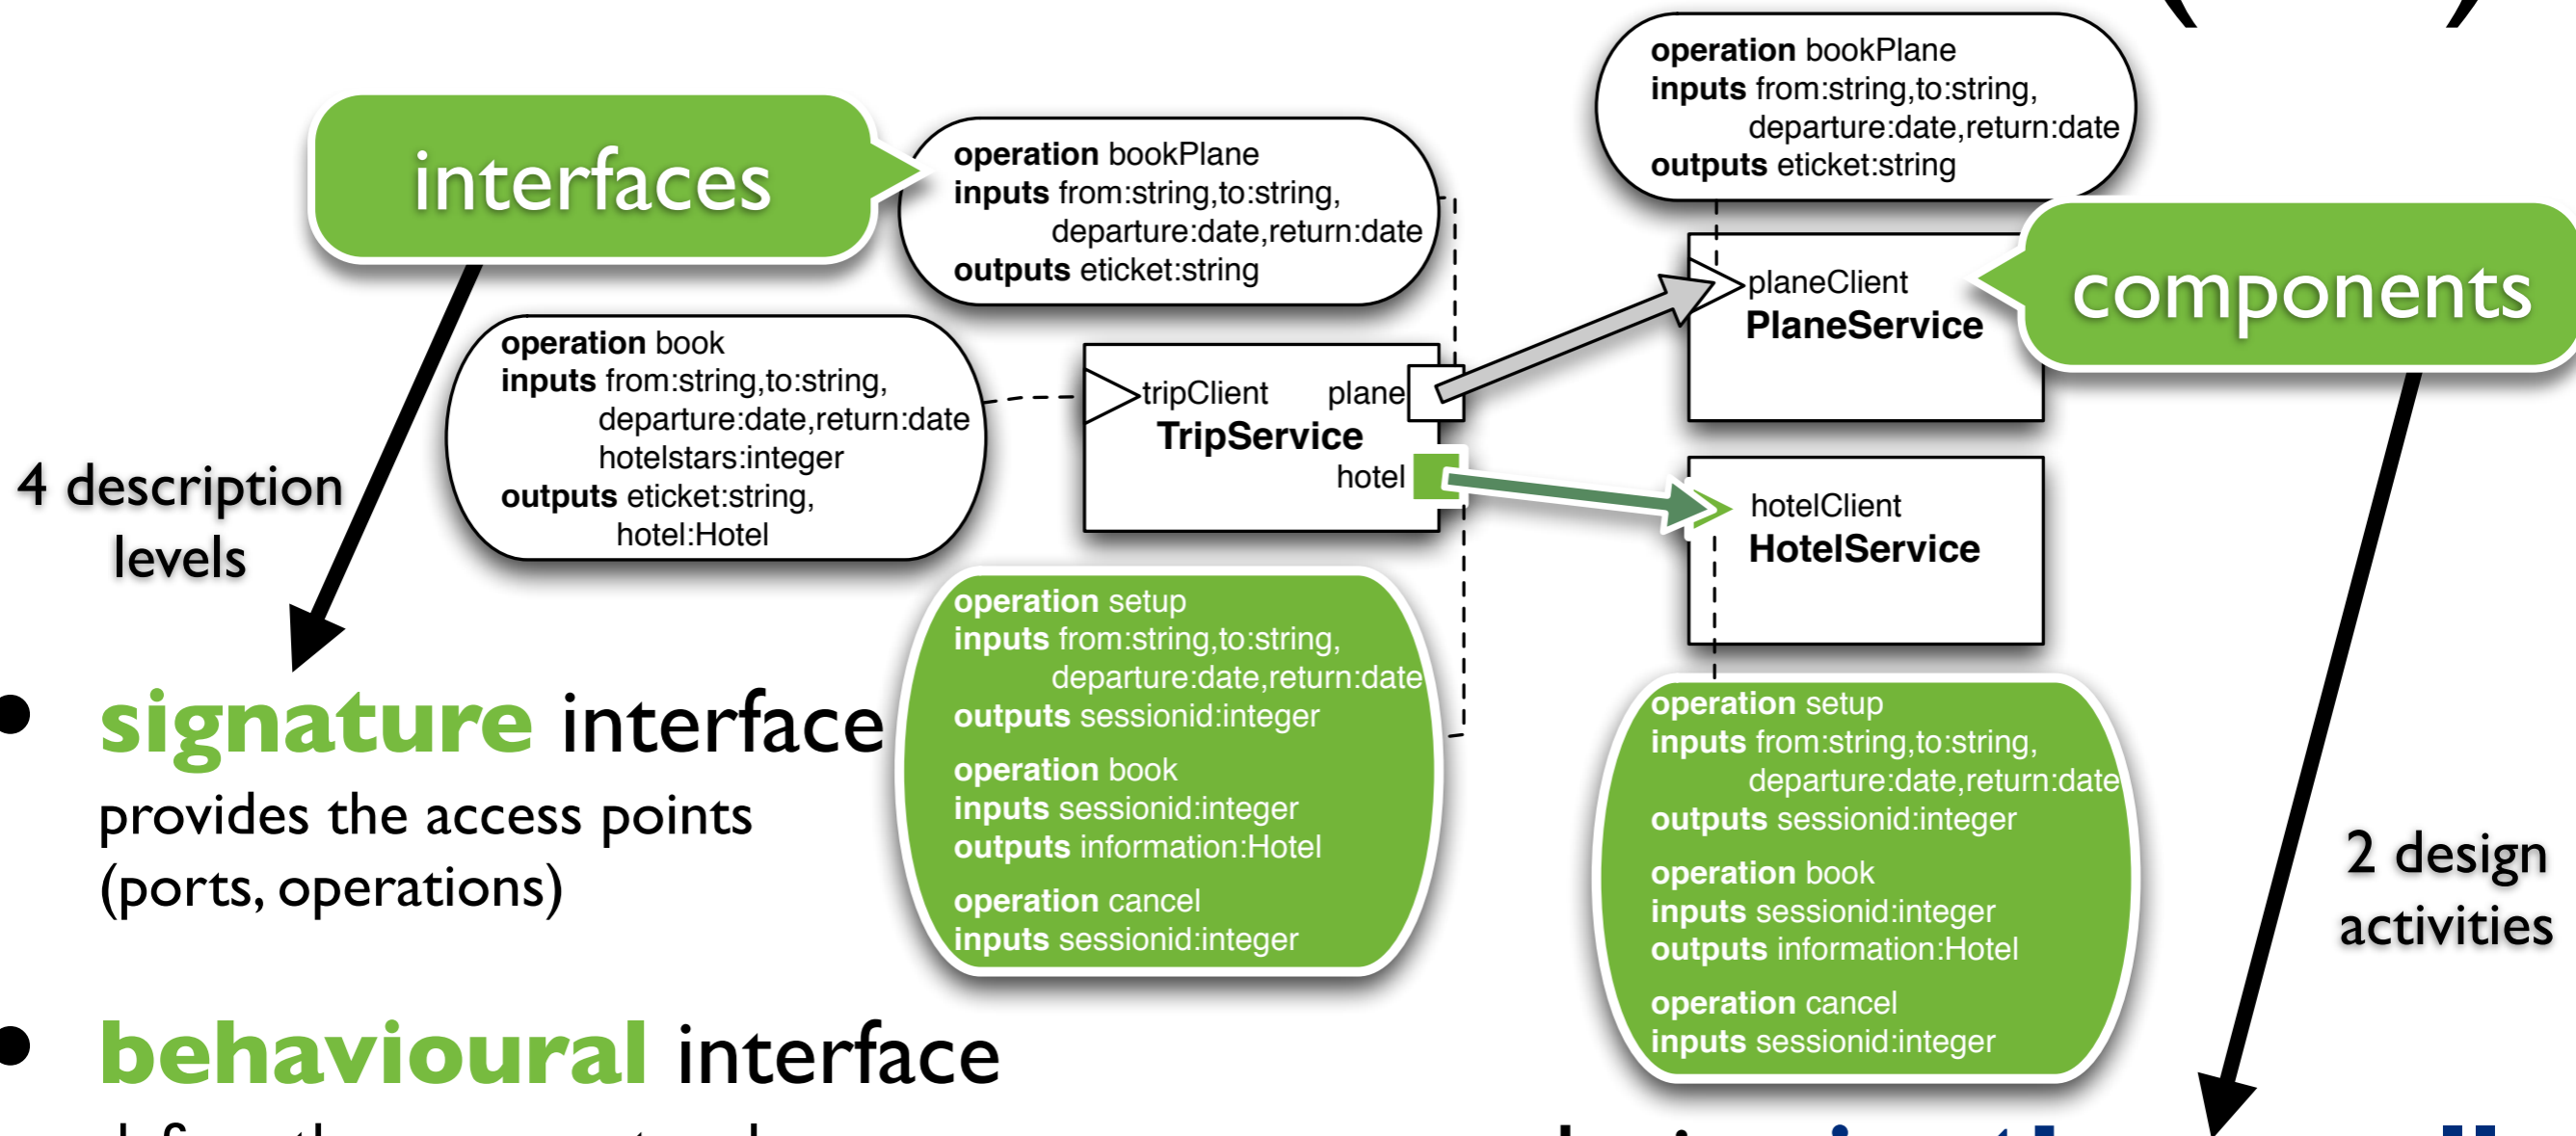 interfaces
operation bookPlane
inputs from:string,to:string,
departure:date,return:date
outputs eticket:string
operation bookPlane
inputs from:string,to:string,
departure:date,return:date
outputs eticket:string
components
planeClient
PlaneService
operation book
inputs from:string,to:string,
departure:date,return:date
hotelstars:integer
outputs eticket:string,
hotel:Hotel
tripClient plane
TripService
hotel
hotelClient
HotelService
4 description
levels
operation setup
inputs from:string,to:string,
departure:date,return:date
outputs sessionid:integer
operation book
inputs sessionid:integer
outputs information:Hotel
operation cancel
inputs sessionid:integer
operation setup
inputs from:string,to:string,
departure:date,return:date
outputs sessionid:integer
operation book
inputs sessionid:integer
outputs information:Hotel
operation cancel
inputs sessionid:integer
2 design
activities
• signature interface
provides the access points
(ports, operations)
• behavioural interface